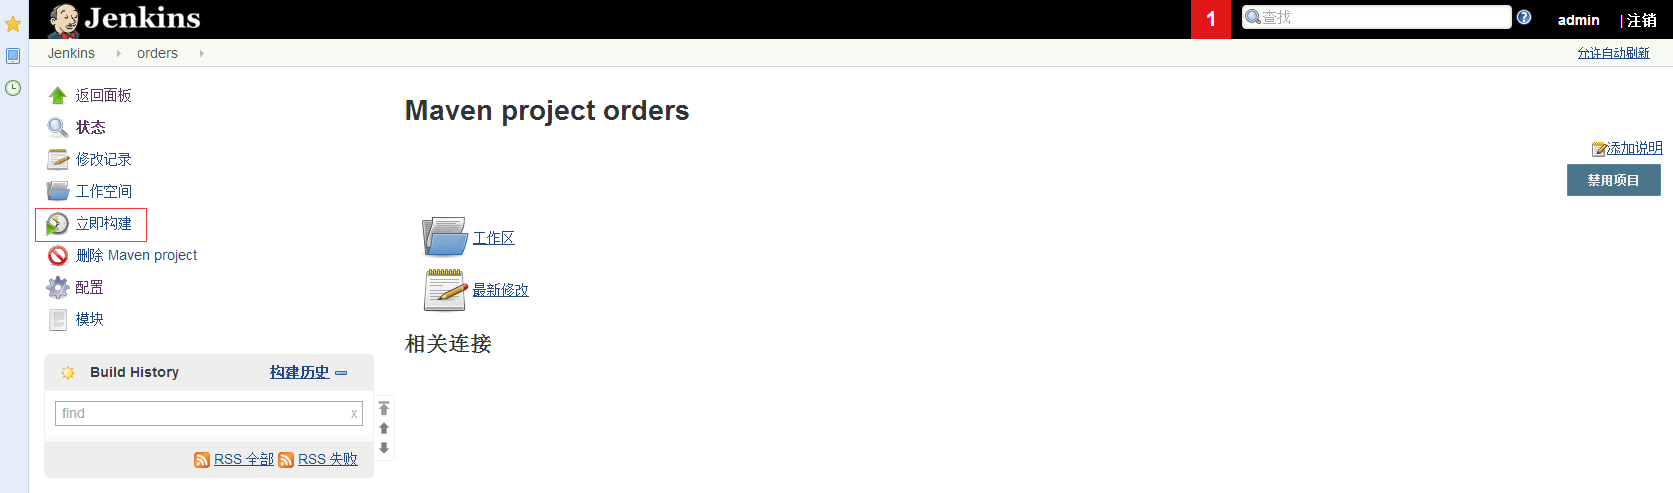 Jenkins
1
查找
admin
| 注销
Jenkins
orders
允许自动刷新
返回面板
状态
修改记录
工作空间
立即构建
删除 Maven project
配置
模块
Maven project orders
添加说明
禁用项目
工作区
最新修改
相关连接
Build History
构建历史
find
x
RSS 全部
RSS 失败